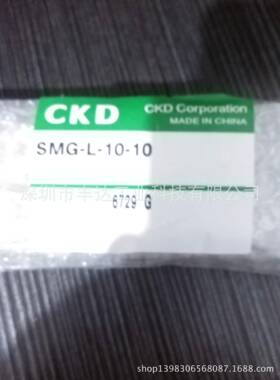 CKD
CKD Corporation
MADE IN CHINA
SMG-L-10-10
6729 G
shop1398306568087.1688.com